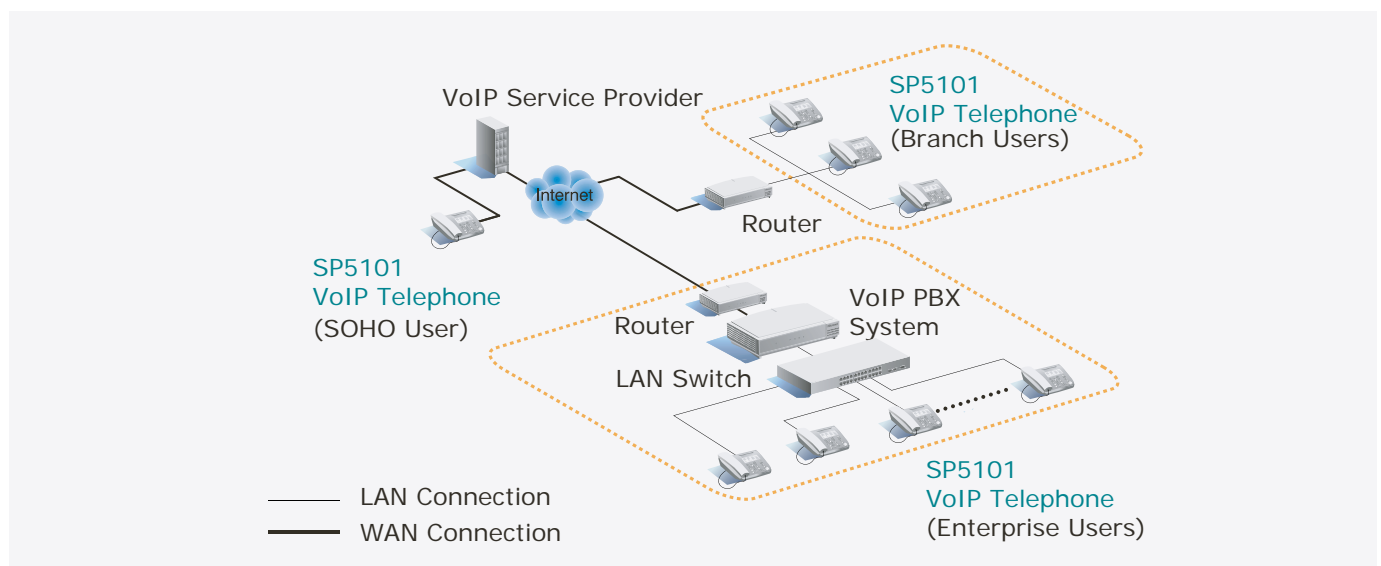 VoIP Service Provider
SP5101
VoIP Telephone
(Branch Users)
Internet
Router
SP5101
VoIP Telephone
(SOHO User)
Router
VoIP PBX
System
LAN Switch
SP5101
VoIP Telephone
(Enterprise Users)
LAN Connection
WAN Connection